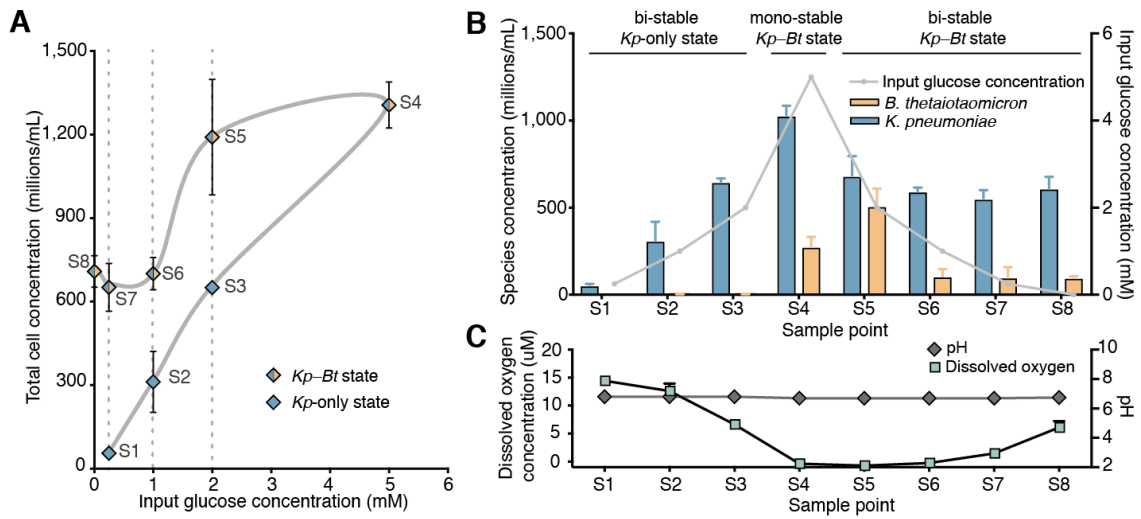 A
Total cell concentration (millions/mL)
1,500
1,200
900
600
300
0
S8
S7
S6
S5
S4
S3
S2
S1
Kp–Bt state
Kp-only state
0 1 2 3 4 5 6
Input glucose concentration (mM)
B
bi-stable
Kp-only state
mono-stable
Kp–Bt state
bi-stable
Kp–Bt state
Species concentration (millions/mL)
1,500
1,000
500
0
Input glucose concentration
B. thetaiotaomicron
K. pneumoniae
6
4
2
0
Input glucose concentration
(mM)
S1 S2 S3 S4 S5 S6 S7 S8
Sample point
C
Dissolved oxygen
concentration (uM)
20
15
10
5
0
pH
Dissolved oxygen
10
8
6
4
2
pH
S1 S2 S3 S4 S5 S6 S7 S8
Sample point